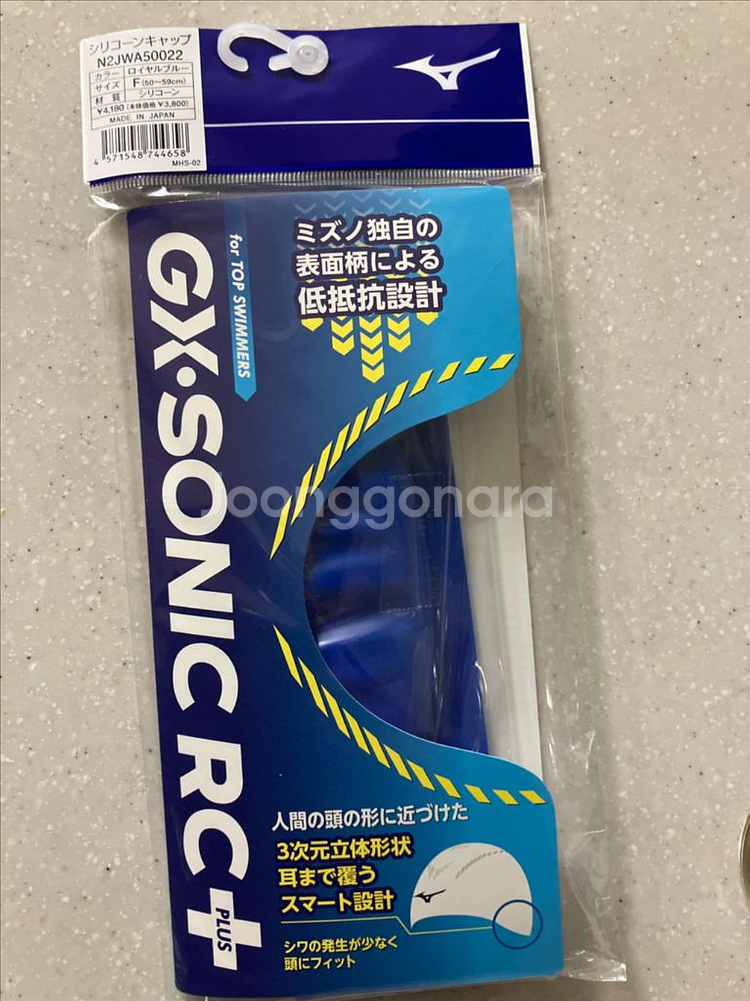 シリコーンキャップ
N2JWA50022
カラー ロイヤルブルー
サイズ F(50～59cm)
材質 シリコーン
¥4,180(本体価格 ¥3,800)
MADE IN JAPAN
4 571548 744658
MHS-02
for TOP SWIMMERS
GX·SONIC RC+
PLUS
ミズノ独自の
表面柄による
低抵抗設計
Joonggonara
人間の頭の形に近づけた
3次元立体形状
耳まで覆う
スマート設計
シワの発生が少なく
頭にフィット